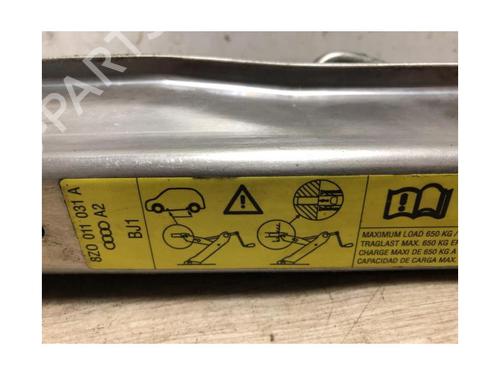 B-PARTS
8Z0 011 031 A
A2
BJ1
MAXIMUM LOAD 650 KG /
TRAGLAST MAX. 650 KG
CHARGE MAXI DE 650 KG A
CAPACIDAD DE CARGA MAX.